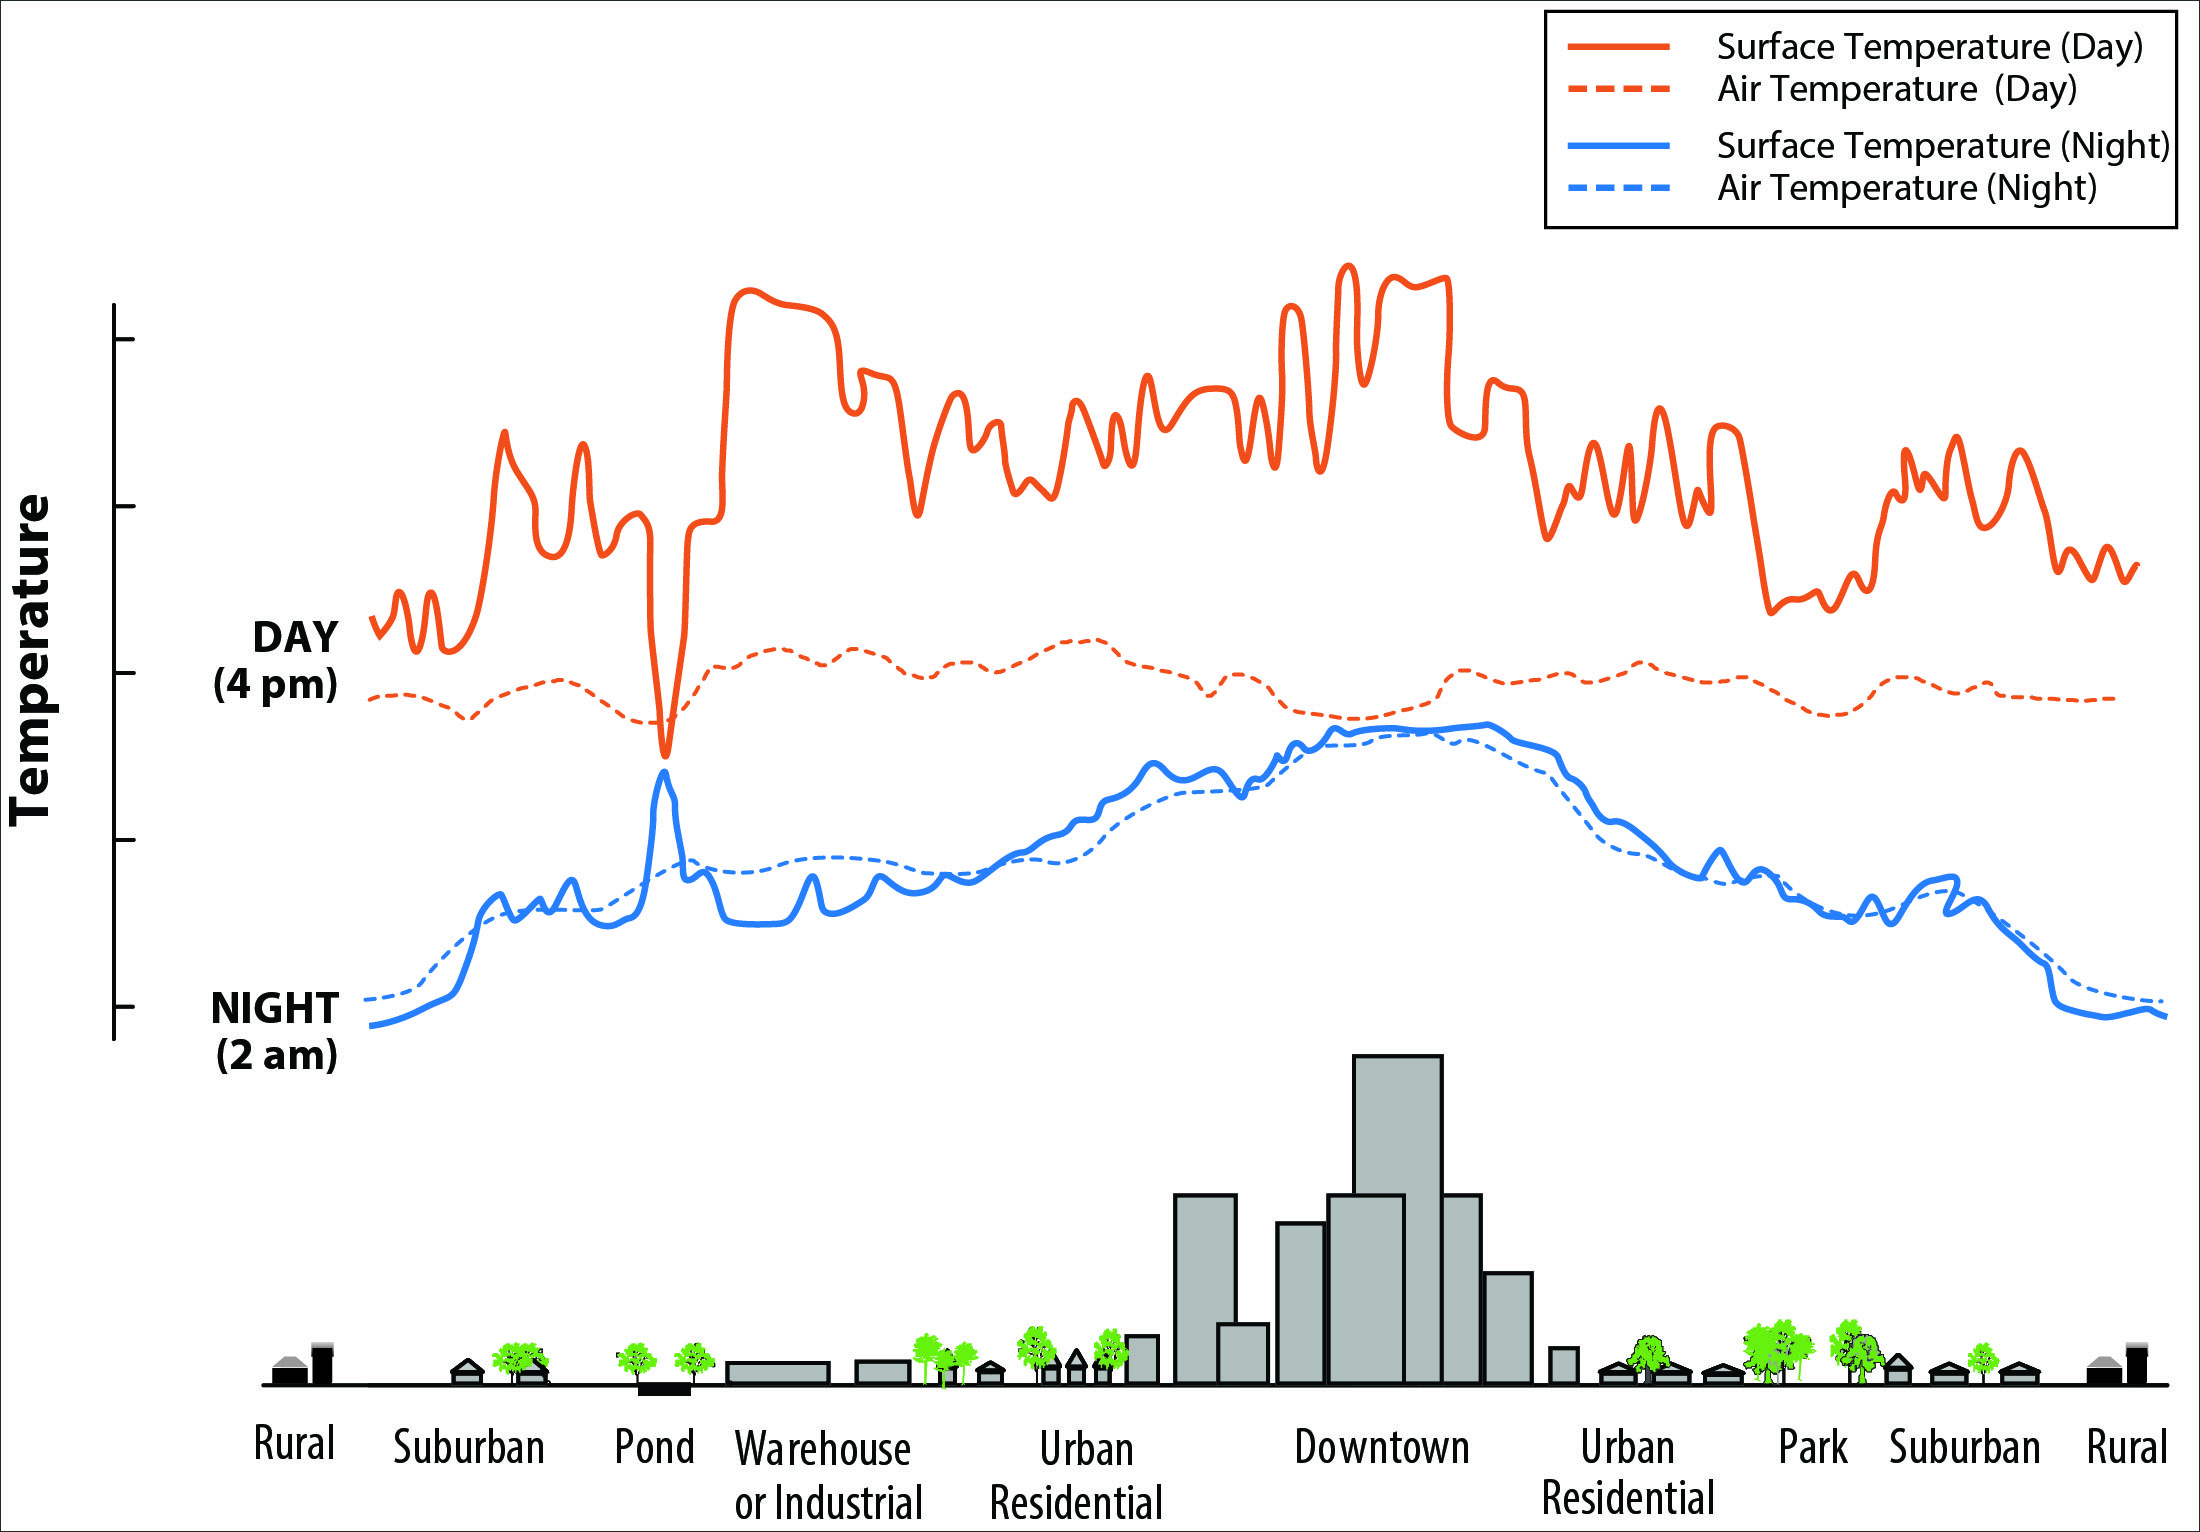 Surface Temperature (Day)
Air Temperature (Day)
Surface Temperature (Night)
Air Temperature (Night)
Temperature
DAY
(4 pm)
NIGHT
(2 am)
Rural
Suburban
Pond
Warehouse
or Industrial
Urban
Residential
Downtown
Urban
Residential
Park
Suburban
Rural